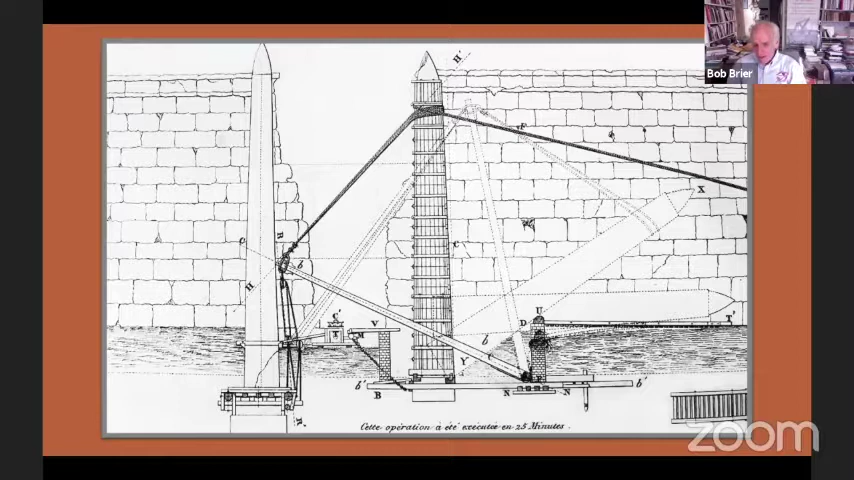 Bob Brier
H'
F
X
C
B
b
H
C
C'
T
M
V
D
U
T'
b
Y
b'
B
N
N
b'
Cette opération a été exécutée en 25 Minutes.
zoom